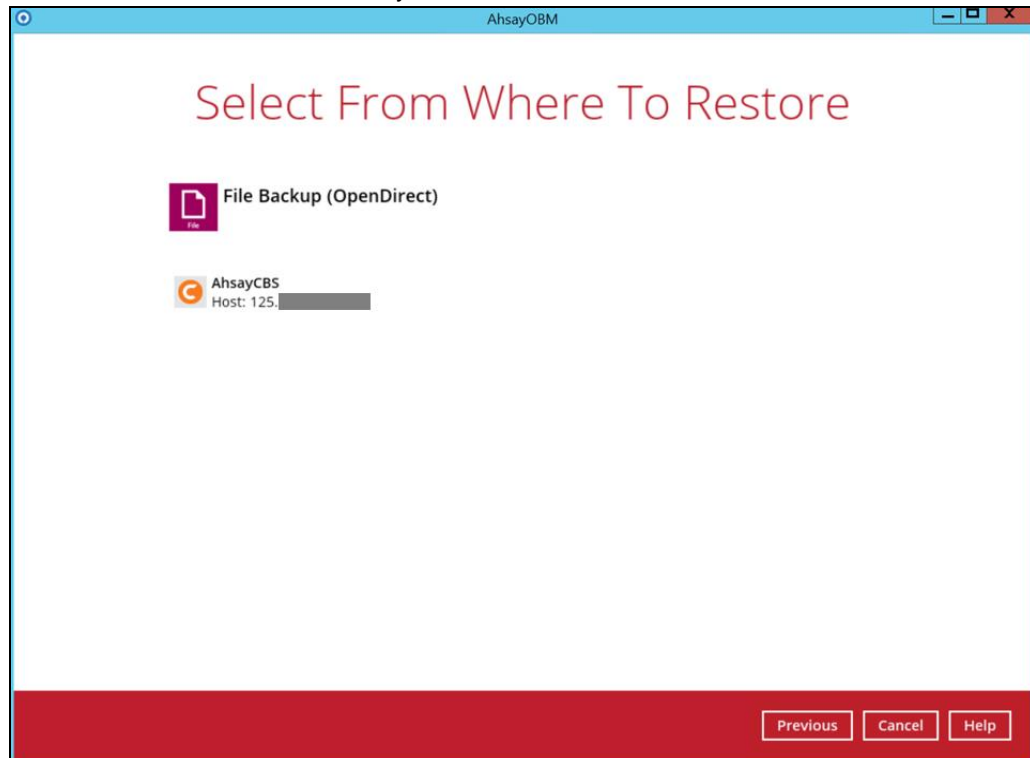 AhsayOBM
Select From Where To Restore
File Backup (OpenDirect)
File
AhsayCBS
Host: 125.
Previous Cancel Help